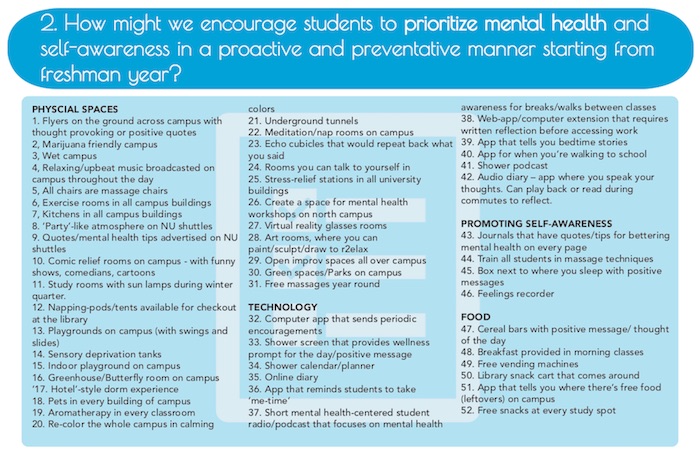 2. How might we encourage students to prioritize mental health and
self-awareness in a proactive and preventative manner starting from
freshman year?
PHYSCIAL SPACES
1. Flyers on the ground across campus with
thought provoking or positive quotes
2, Marijuana friendly campus
3, Wet campus
4, Relaxing/upbeat music broadcasted on
campus throughout the day
5, All chairs are massage chairs
6, Exercise rooms in all campus buildings
7, Kitchens in all campus buildings
8. 'Party'-like atmosphere on NU shuttles
9. Quotes/mental health tips advertised on NU
shuttles
10. Comic relief rooms on campus - with funny
shows, comedians, cartoons
11. Study rooms with sun lamps during winter
quarter.
12. Napping-pods/tents available for checkout
at the library
13. Playgrounds on campus (with swings and
slides)
14. Sensory deprivation tanks
15. Indoor playground on campus
16. Greenhouse/Butterfly room on campus
'17. Hotel'-style dorm experience
18. Pets in every building of campus
19. Aromatherapy in every classroom
20. Re-color the whole campus in calming
colors
21. Underground tunnels
22. Meditation/nap rooms on campus
23. Echo cubicles that would repeat back what
you said
24. Rooms you can talk to yourself in
25. Stress-relief stations in all university
buildings
26. Create a space for mental health
workshops on north campus
27. Virtual reality glasses rooms
28. Art rooms, where you can
paint/sculpt/draw to r2elax
29. Open improv spaces all over campus
30. Green spaces/Parks on campus
31. Free massages year round
TECHNOLOGY
32. Computer app that sends periodic
encouragements
33. Shower screen that provides wellness
prompt for the day/positive message
34. Shower calendar/planner
35. Online diary
36. App that reminds students to take
'me-time'
37. Short mental health-centered student
radio/podcast that focuses on mental health
awareness for breaks/walks between classes
38. Web-app/computer extension that requires
written reflection before accessing work
39. App that tells you bedtime stories
40. App for when you're walking to school
41. Shower podcast
42. Audio diary – app where you speak your
thoughts. Can play back or read during
commutes to reflect.
PROMOTING SELF-AWARENESS
43. Journals that have quotes/tips for bettering
mental health on every page
44. Train all students in massage techniques
45. Box next to where you sleep with positive
messages
46. Feelings recorder
FOOD
47. Cereal bars with positive message/ thought
of the day
48. Breakfast provided in morning classes
49. Free vending machines
50. Library snack cart that comes around
51. App that tells you where there's free food
(leftovers) on campus
52. Free snacks at every study spot